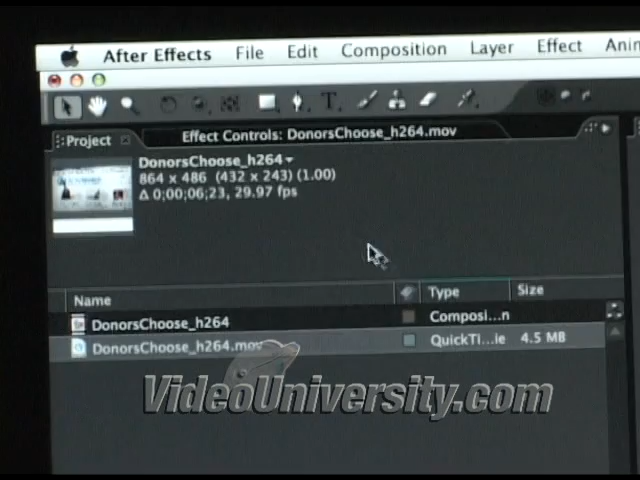 After Effects File Edit Composition Layer Effect Ani
Project Effect Controls: DonorsChoose_h264.mov
DonorsChoose_h264
864 x 486 (432 x 243) (1.00)
Δ 0;00;06;23, 29.97 fps
Name Type Size
DonorsChoose_h264 Composi...n
DonorsChoose_h264.mov QuickTi...ie 4.5 MB
VideoUniversity.com